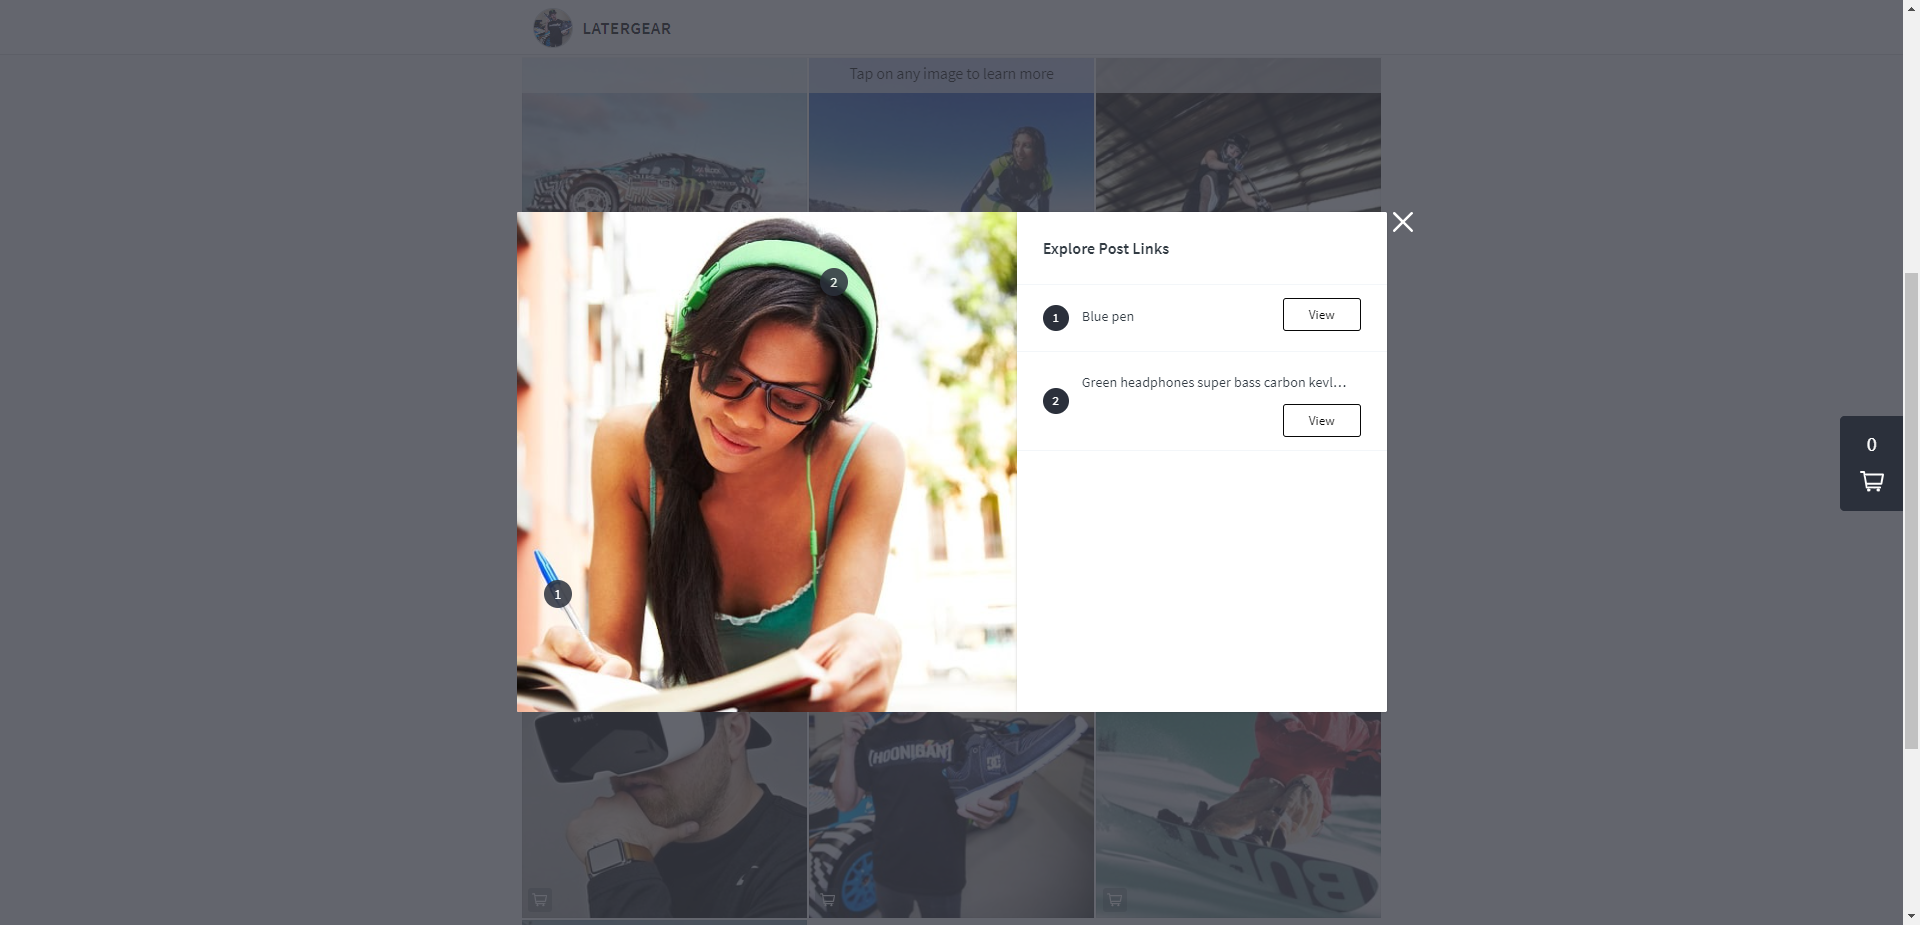 LATERGEAR
Tap on any image to learn more
Explore Post Links
2
1 Blue pen View
Green headphones super bass carbon kevl...
2
View
0
1
HOONIGAN
DC
BURT